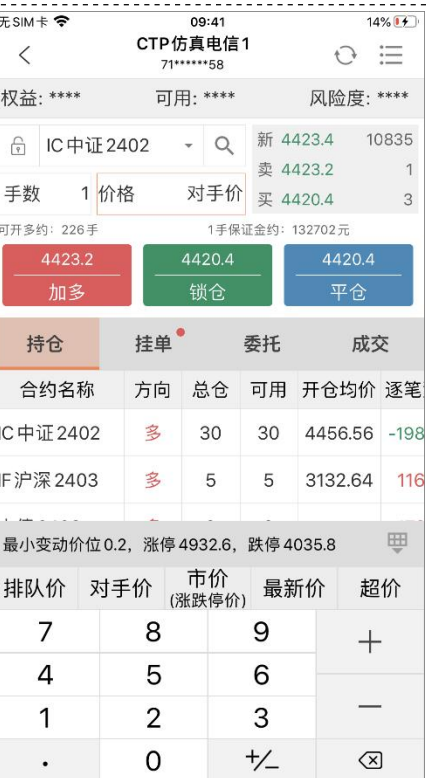 无SIM卡 09:41 14%
CTP仿真电信1
71******58
权益: **** 可用: **** 风险度: ****
IC中证2402 新 4423.4 10835
卖 4423.2 1
手数 1 价格 对手价 买 4420.4 3
可开多约: 226手 1手保证金约: 132702元
4423.2 4420.4 4420.4
加多 锁仓 平仓
持仓 挂单 委托 成交
合约名称 方向 总仓 可用 开仓均价 逐笔
IC中证2402 多 30 30 4456.56 -198
IF沪深2403 多 5 5 3132.64 116
最小变动价位0.2, 涨停4932.6, 跌停4035.8
排队价 对手价 市价 最新价 超价
(涨跌停价)
7 8 9 +
4 5 6
1 2 3 —
. 0 +/_